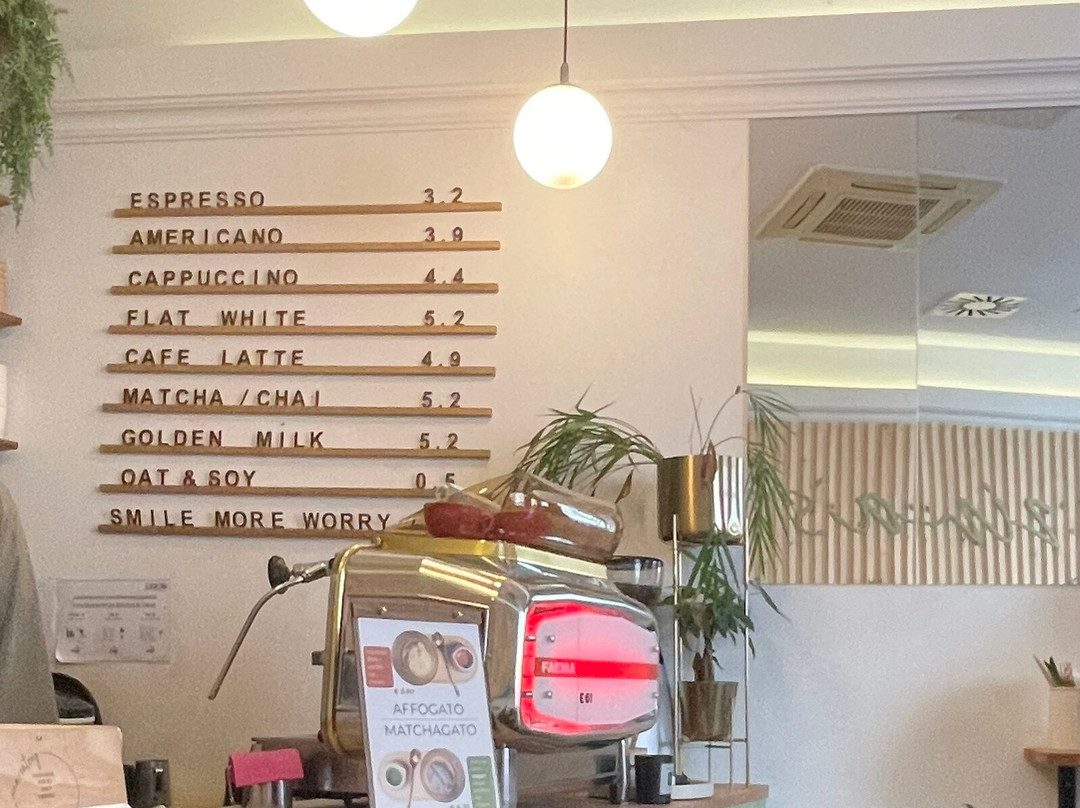 ESPRESSO 3.2
AMERICANO 3.9
CAPPUCCINO 4.4
FLAT WHITE 5.2
CAFE LATTE 4.9
MATCHA / CHAI 5.2
GOLDEN MILK 5.2
OAT & SOY 0.5
SMILE MORE WORRY
FAEMA
E61
AFFOGATO
MATCHAGATO